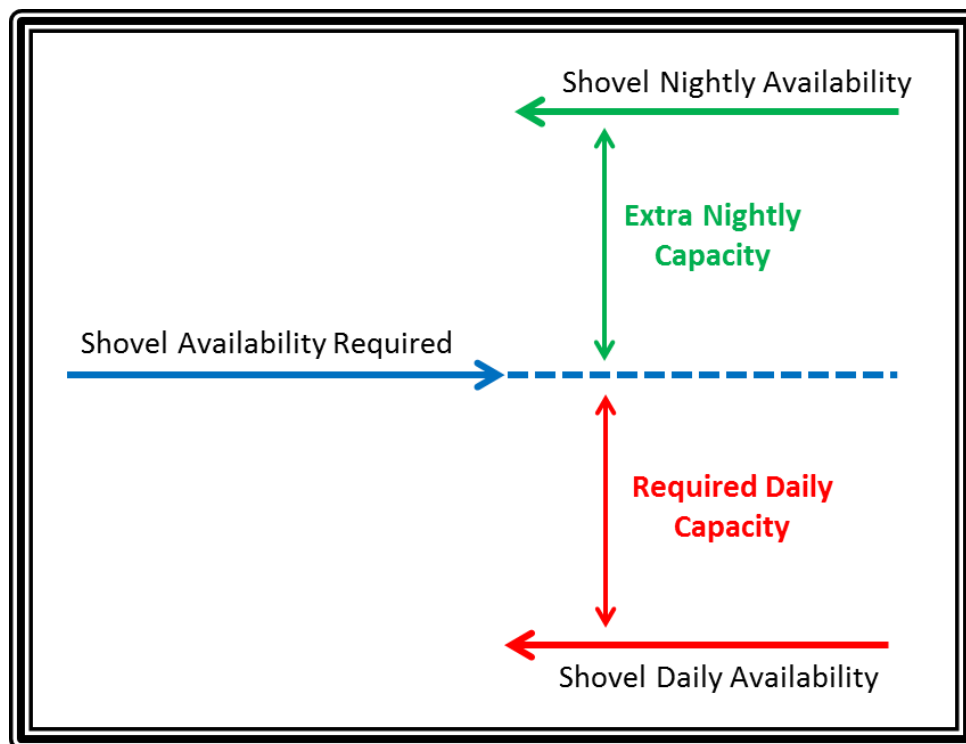 Shovel Nightly Availability
Extra Nightly
Capacity
Shovel Availability Required
Required Daily
Capacity
Shovel Daily Availability